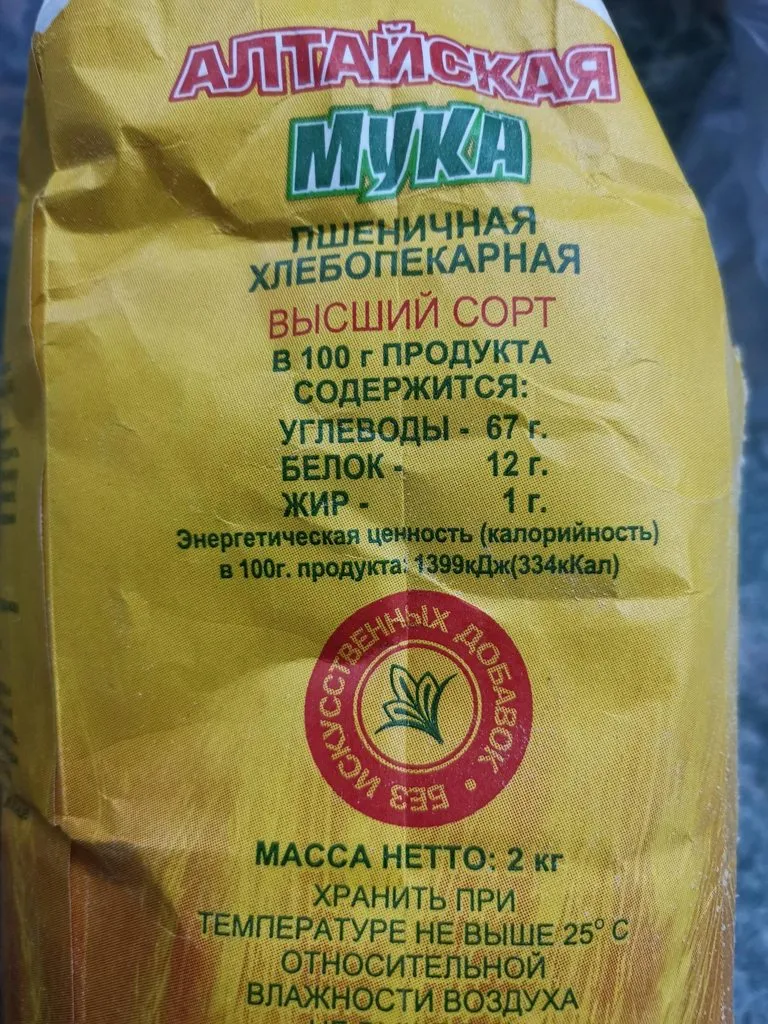 АЛТАЙСКАЯ
МУКА
ПШЕНИЧНАЯ
ХЛЕБОПЕКАРНАЯ
ВЫСШИЙ СОРТ
В 100 г ПРОДУКТА
СОДЕРЖИТСЯ:
УГЛЕВОДЫ - 67 г.
БЕЛОК - 12 г.
ЖИР - 1 г.
Энергетическая ценность (калорийность)
в 100г. продукта: 1399кДж(334кКал)
БЕЗ ИСКУССТВЕННЫХ ДОБАВОК •
МАССА НЕТТО: 2 кг
ХРАНИТЬ ПРИ
ТЕМПЕРАТУРЕ НЕ ВЫШЕ 25° С
ОТНОСИТЕЛЬНОЙ
ВЛАЖНОСТИ ВОЗДУХА